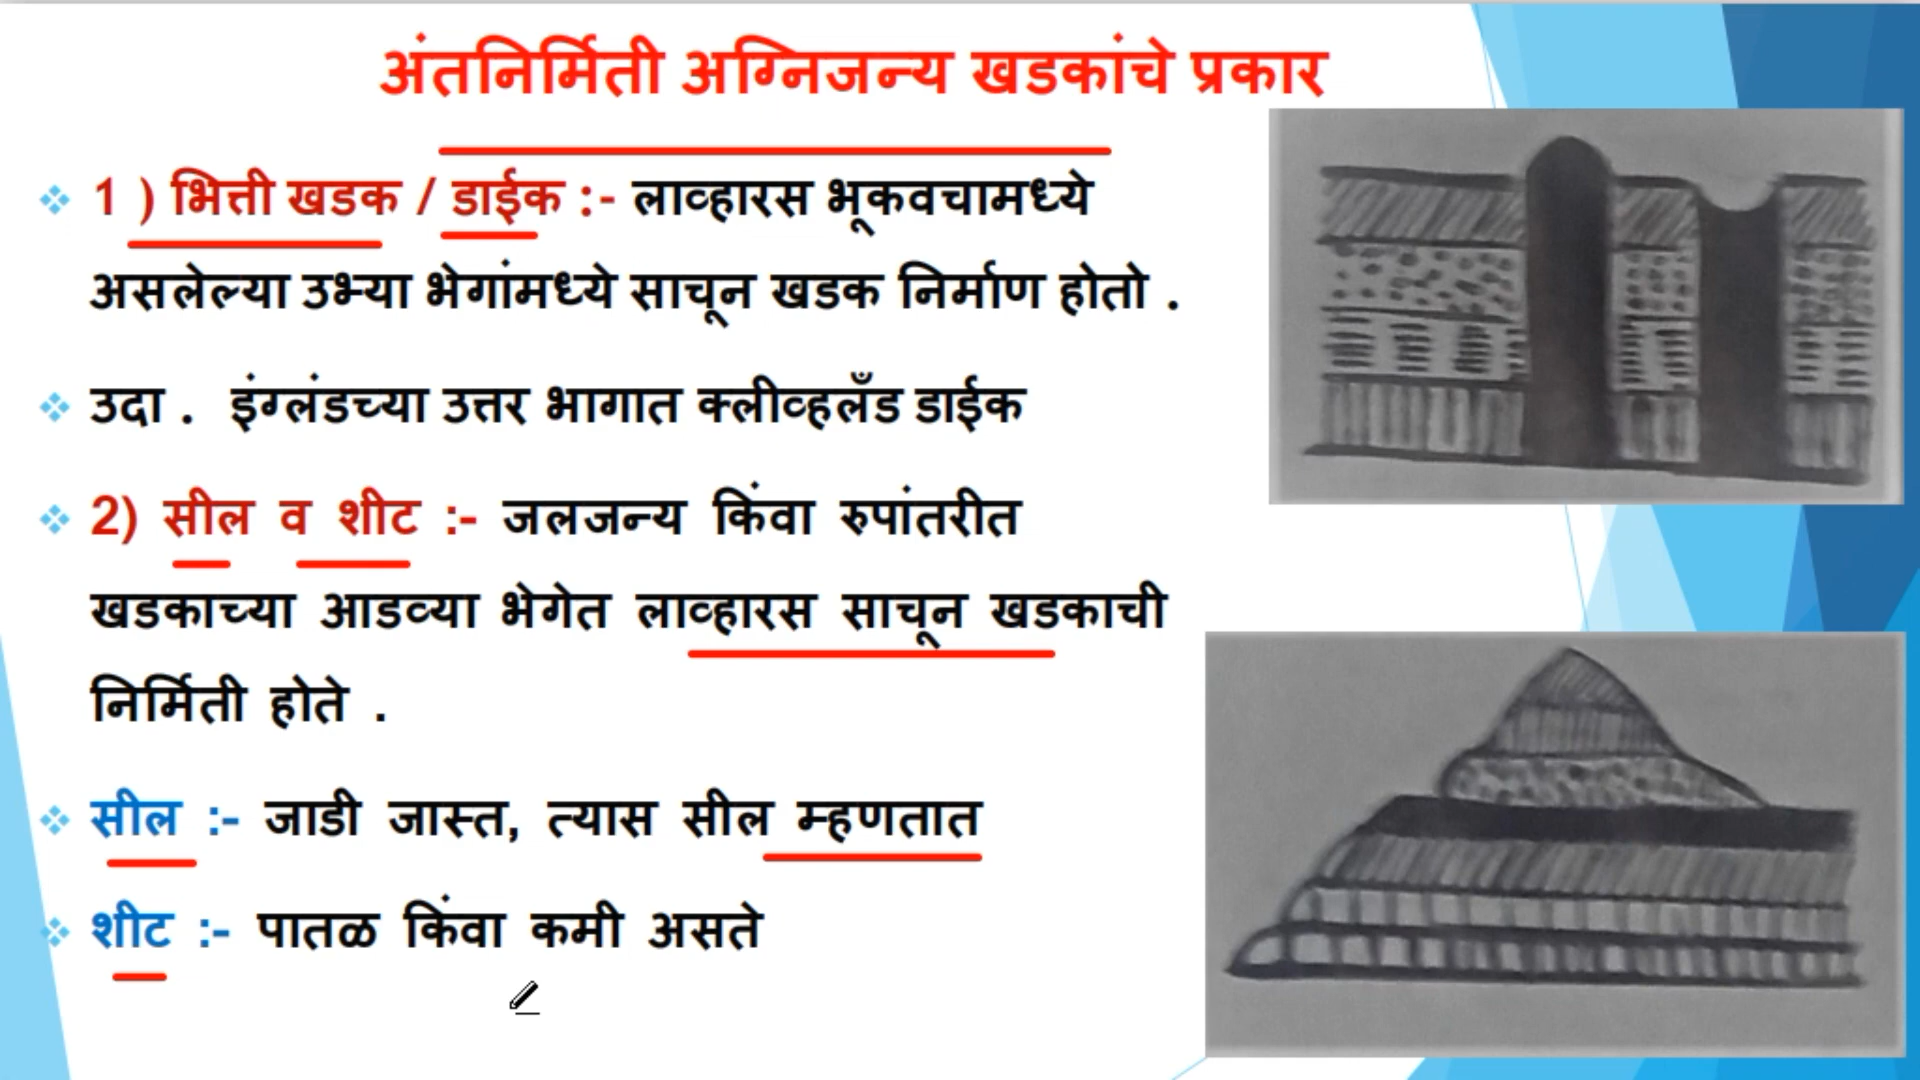 अंतनिर्मिती अग्निजन्य खडकांचे प्रकार
1 ) भित्ती खडक / डाईक :- लाव्हारस भूकवचामध्ये
असलेल्या उभ्या भेगांमध्ये साचून खडक निर्माण होतो .
उदा . इंग्लंडच्या उत्तर भागात क्लीव्हलँड डाईक
2) सील व शीट :- जलजन्य किंवा रुपांतरीत
खडकाच्या आडव्या भेगेत लाव्हारस साचून खडकाची
निर्मिती होते .
सील :- जाडी जास्त, त्यास सील म्हणतात
शीट :- पातळ किंवा कमी असते